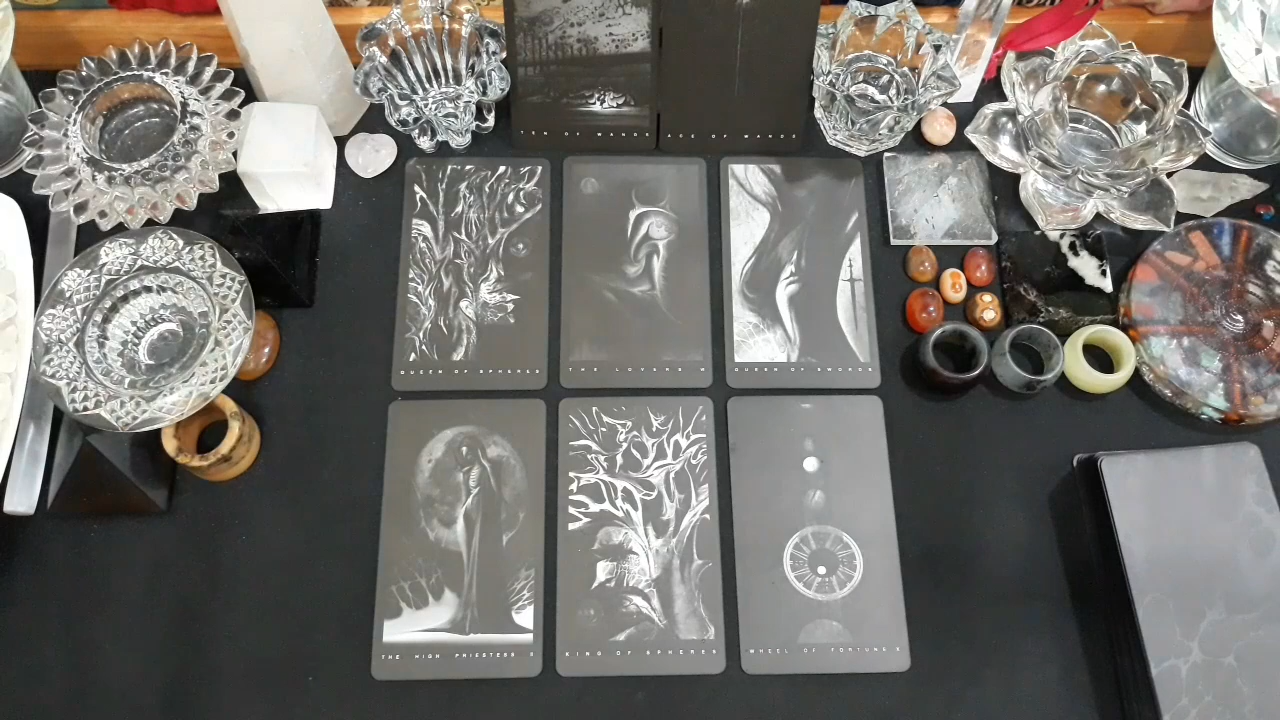 TEN OF WANDS
ACE OF WANDS
QUEEN OF SPHERES
THE LOVERS V
QUEEN OF SWORDS
THE HIGH PRIESTESS II
KING OF SPHERES
WHEEL OF FORTUNE X